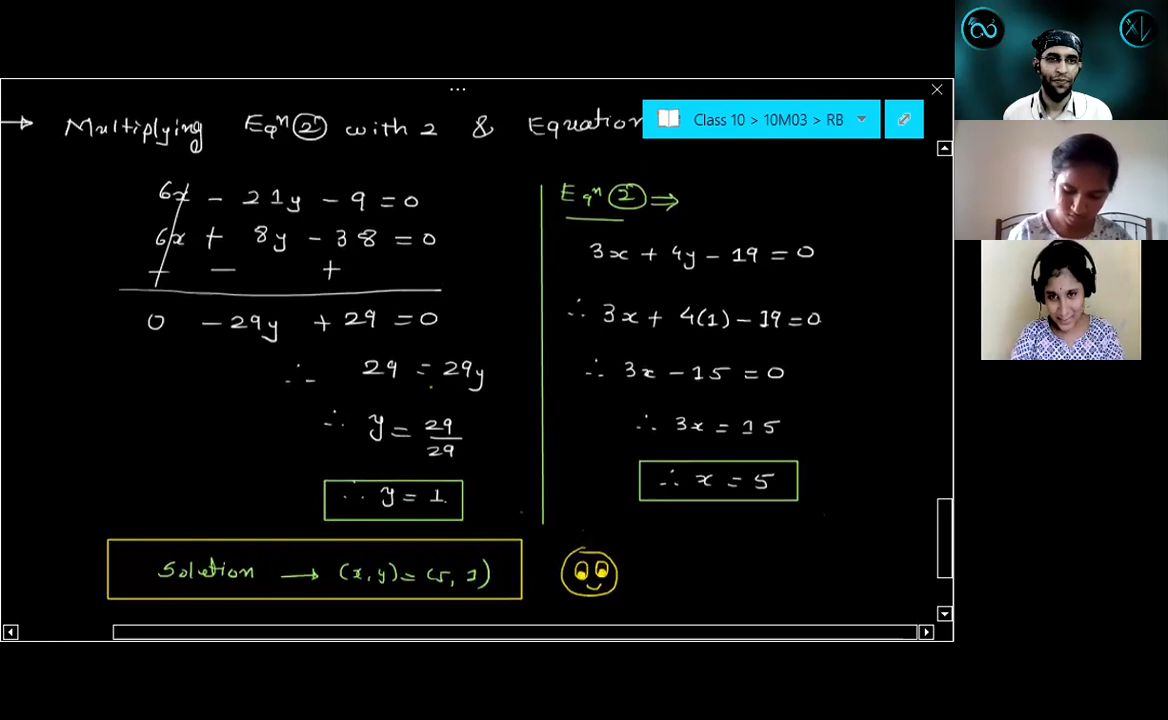 → Multiplying Eqⁿ ② with 2 & Equation
Class 10 > 10M03 > RB
6x - 21y - 9 = 0
6x + 8y - 38 = 0
- - +
0 - 29y + 29 = 0
∴ 29 = 29y
∴ y = 29/29
∴ y = 1
Eqⁿ ② ⇒
3x + 4y - 19 = 0
∴ 3x + 4(1) - 19 = 0
∴ 3x - 15 = 0
∴ 3x = 15
∴ x = 5
Solution → (x, y) = (5, 1)